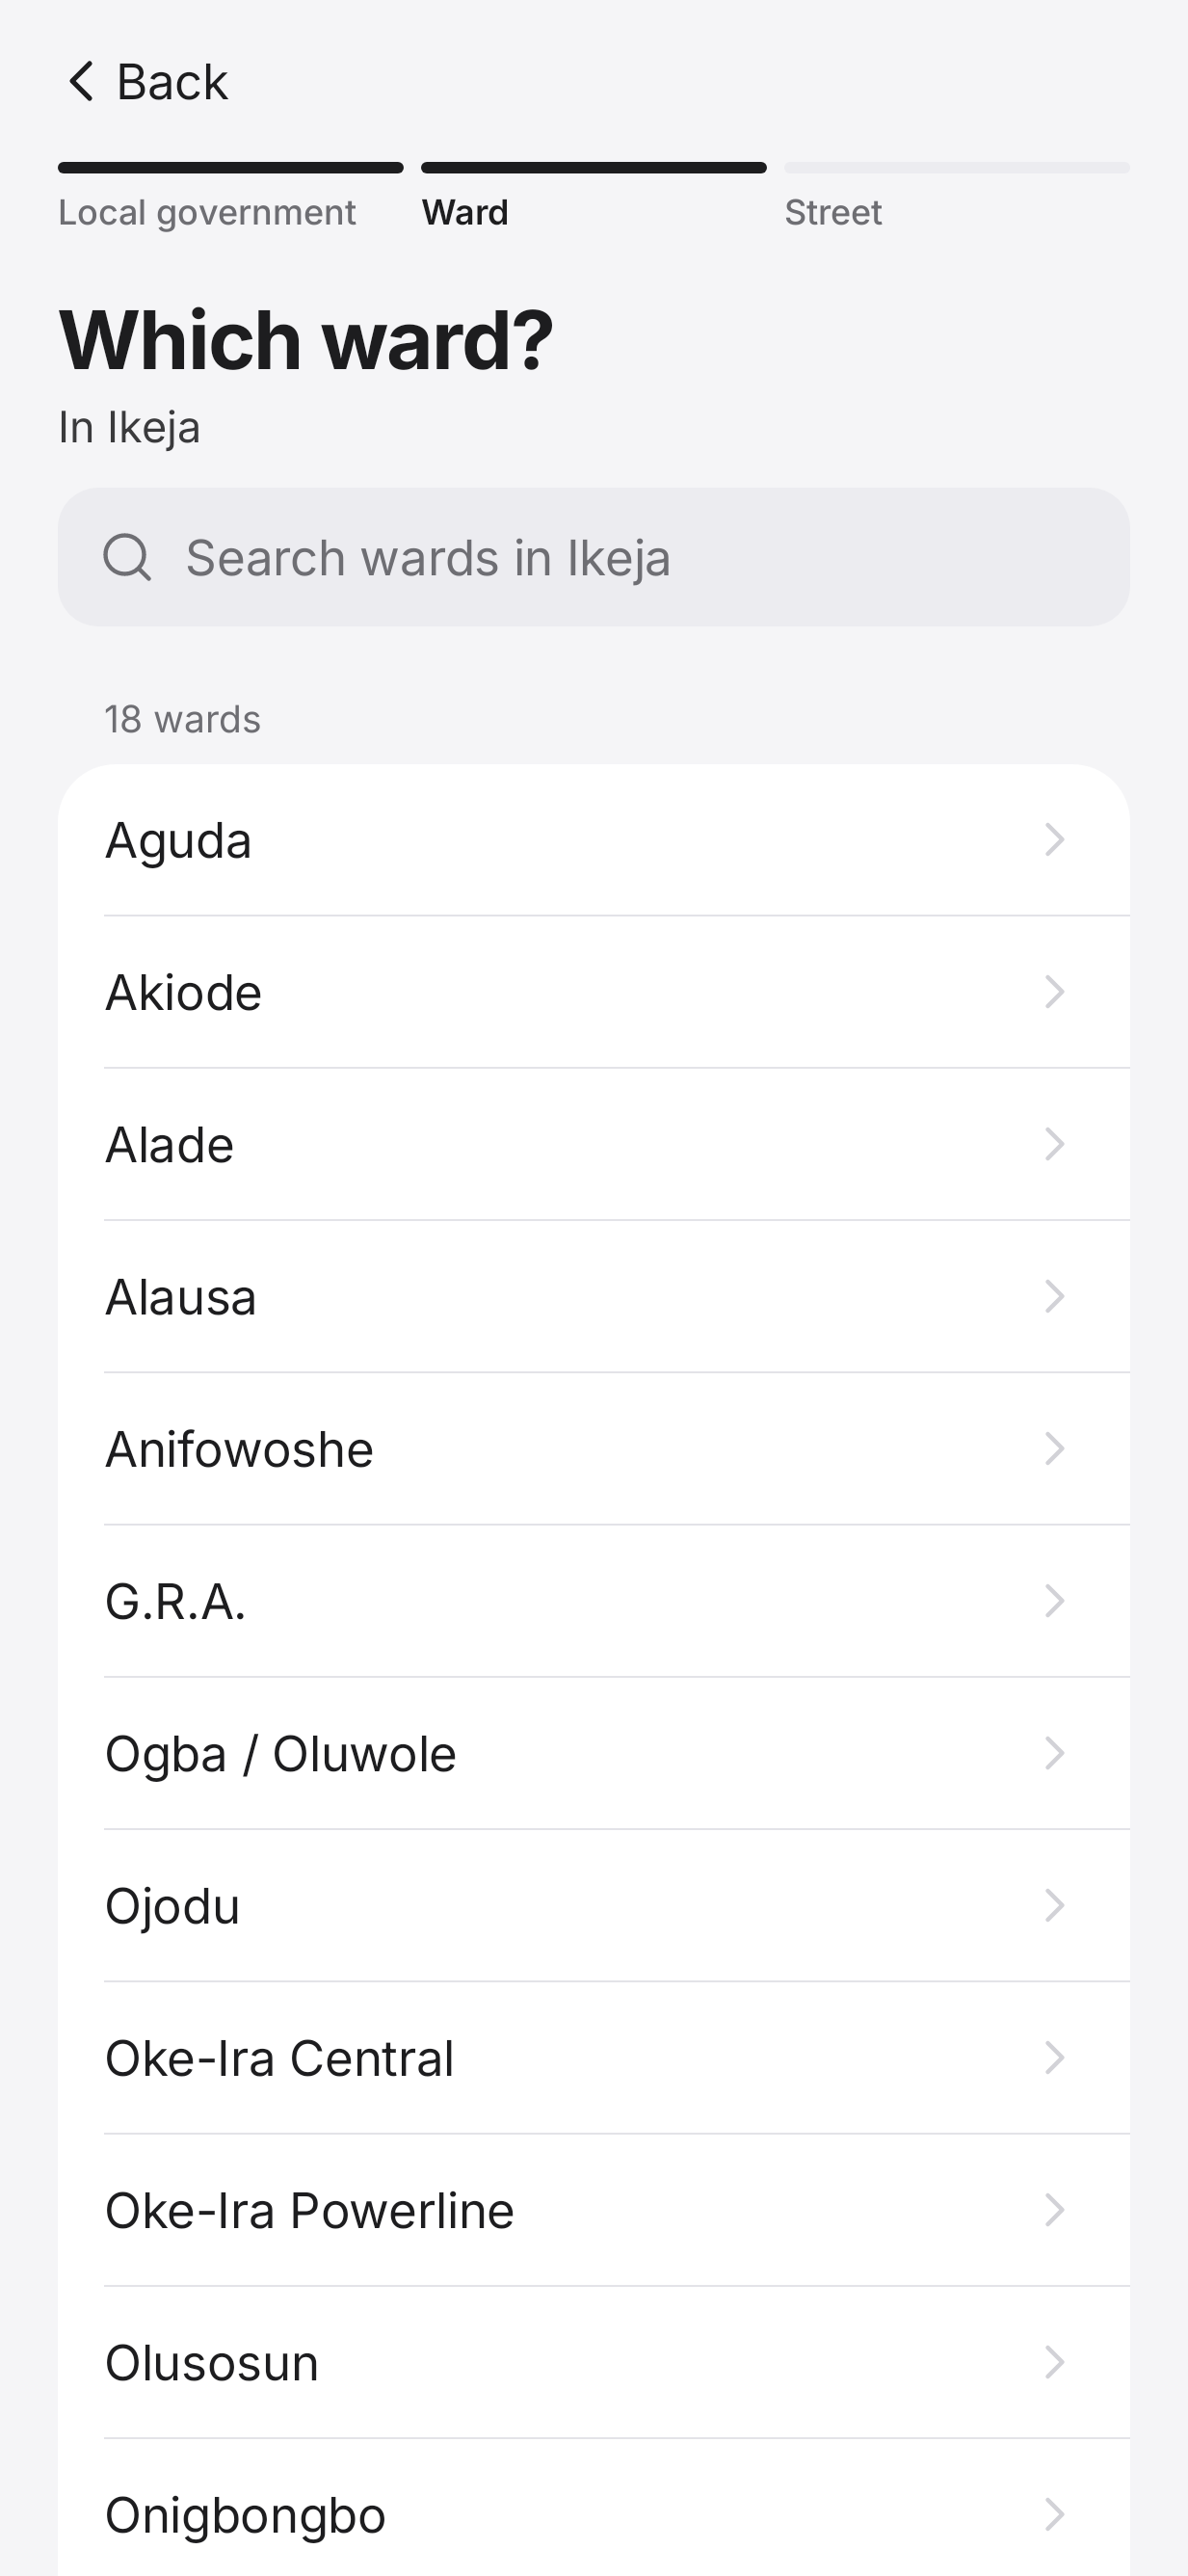 Back
Local government
Ward
Street
Which ward?
In Ikeja
Search wards in Ikeja
18 wards
Aguda
Akiode
Alade
Alausa
Anifowoshe
G.R.A.
Ogba / Oluwole
Ojodu
Oke-Ira Central
Oke-Ira Powerline
Olusosun
Onigbongbo